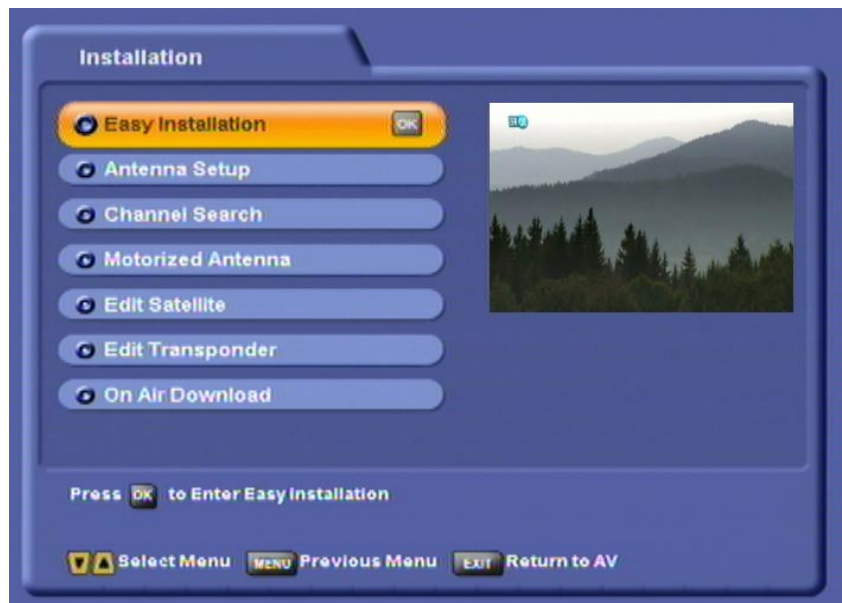 Installation
Easy Installation OK
Antenna Setup
Channel Search
Motorized Antenna
Edit Satellite
Edit Transponder
On Air Download
Press OK to Enter Easy Installation
Select Menu MENU Previous Menu EXIT Return to AV